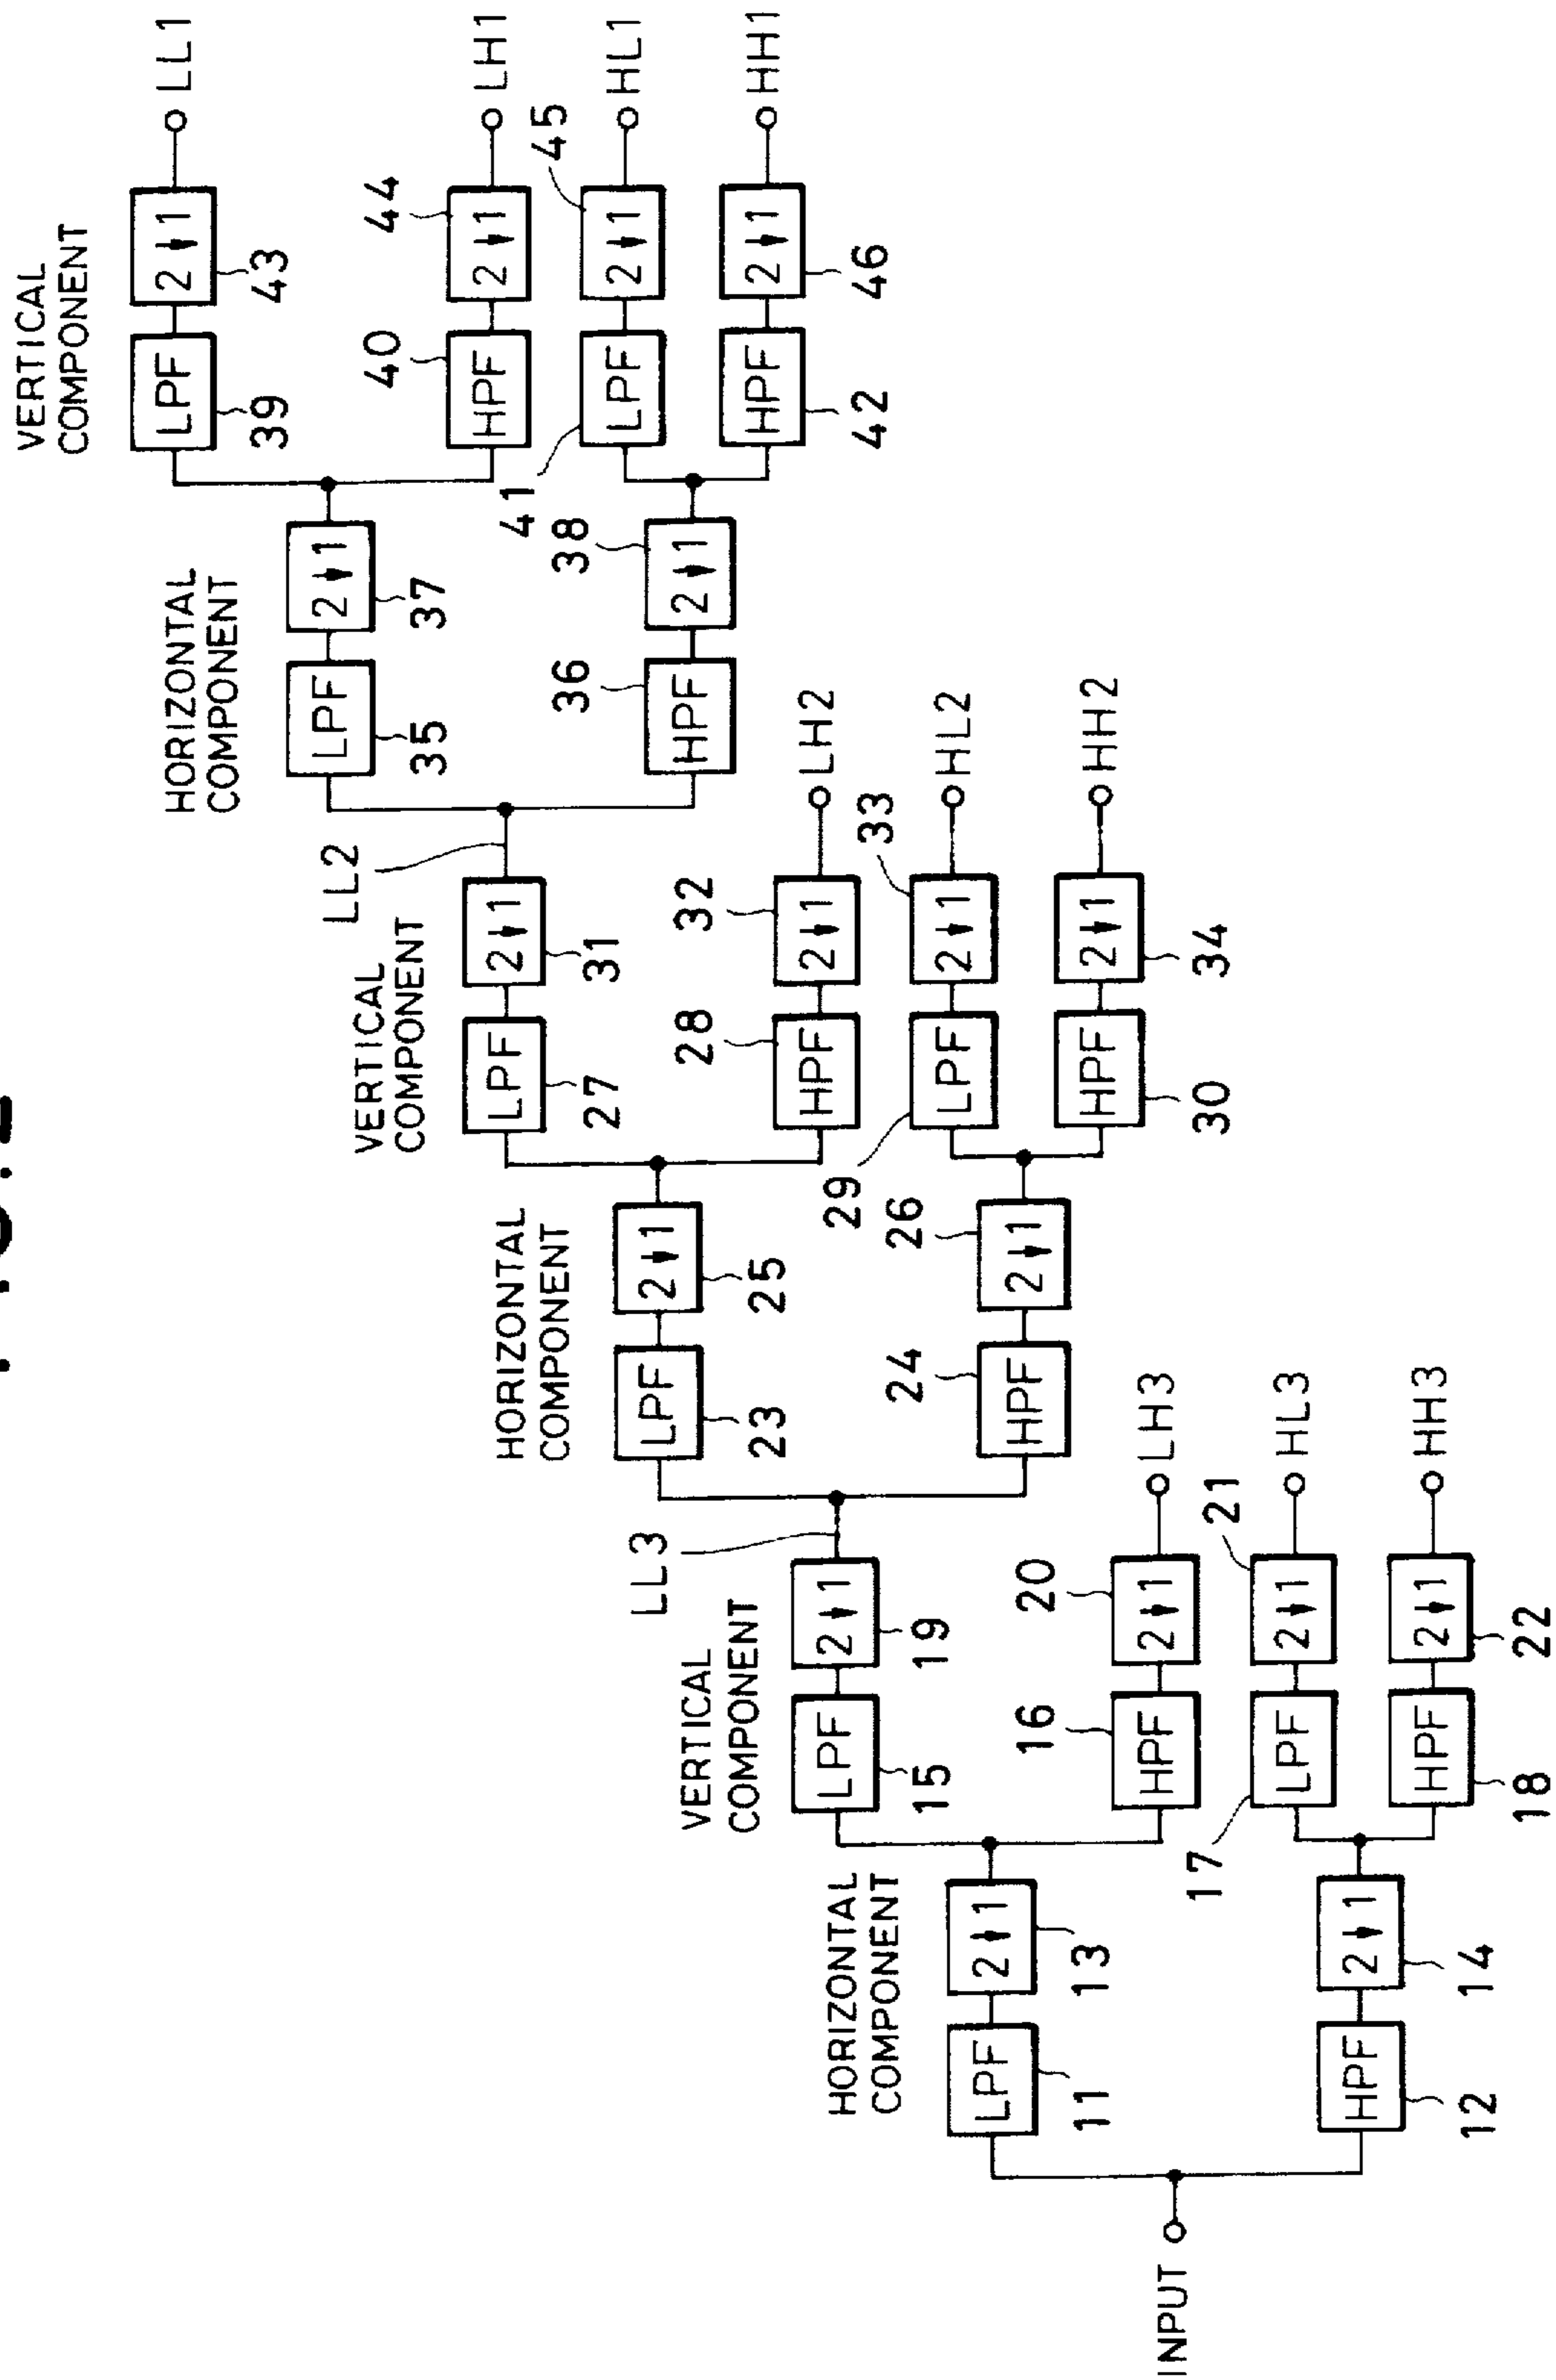 INPUT
HORIZONTAL
COMPONENT
LPF
11
2↓1
13
HPF
12
2↓1
14
VERTICAL
COMPONENT
LPF
15
2↓1
19
LL3
16
HPF
20
2↓1
LH3
17
LPF
21
2↓1
HL3
HPF
18
2↓1
22
HH3
HORIZONTAL
COMPONENT
LPF
23
2↓1
25
24
HPF
26
2↓1
VERTICAL
COMPONENT
LPF
27
2↓1
31
LL2
28
HPF
32
2↓1
LH2
29
LPF
33
2↓1
HL2
HPF
30
2↓1
34
HH2
HORIZONTAL
COMPONENT
LPF
35
2↓1
37
36
HPF
38
2↓1
VERTICAL
COMPONENT
LPF
39
2↓1
43
LL1
40
HPF
44
2↓1
LH1
41
LPF
45
2↓1
HL1
HPF
42
2↓1
46
HH1